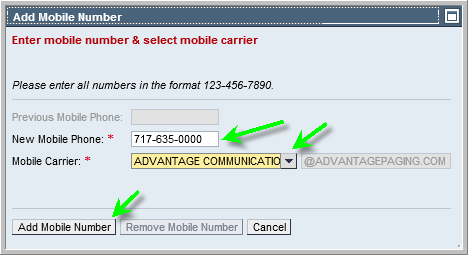 Add Mobile Number
Enter mobile number & select mobile carrier
Please enter all numbers in the format 123-456-7890.
Previous Mobile Phone:
New Mobile Phone: * 717-635-0000
Mobile Carrier: * ADVANTAGE COMMUNICATIO @ADVANTAGEPAGING.COM
Add Mobile Number Remove Mobile Number Cancel